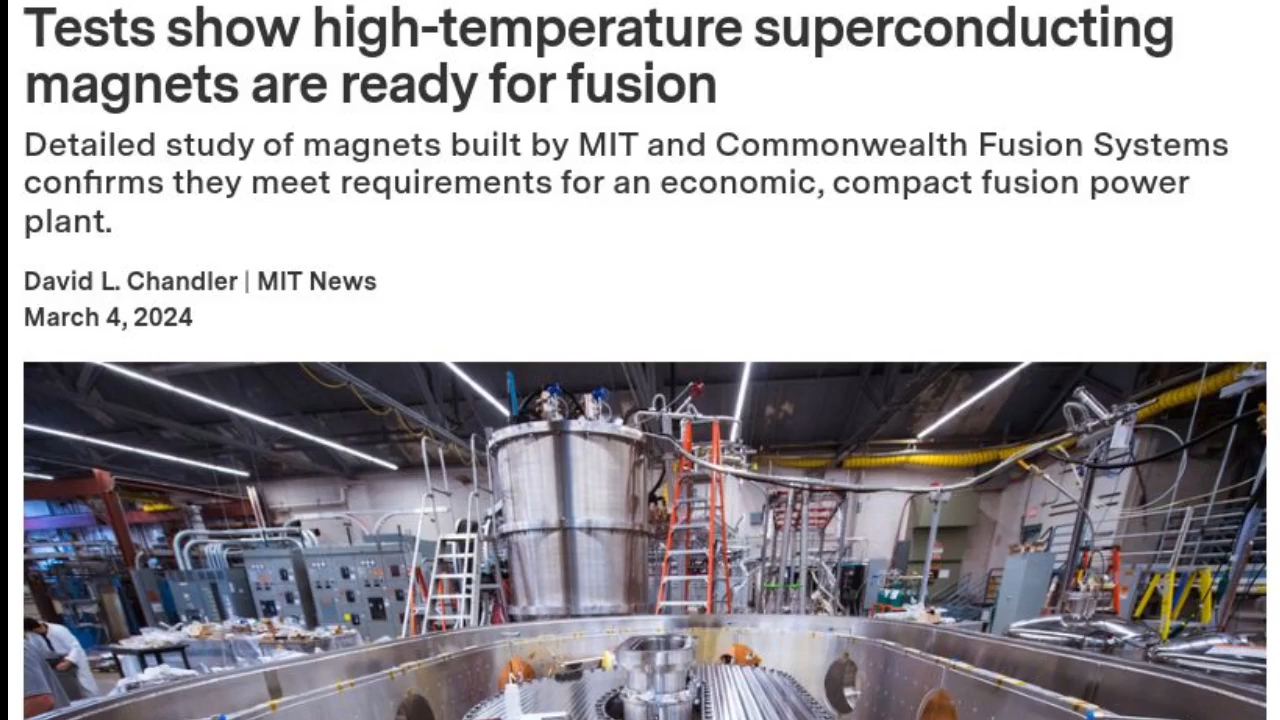 Tests show high-temperature superconducting
magnets are ready for fusion
Detailed study of magnets built by MIT and Commonwealth Fusion Systems
confirms they meet requirements for an economic, compact fusion power
plant.
David L. Chandler | MIT News
March 4, 2024